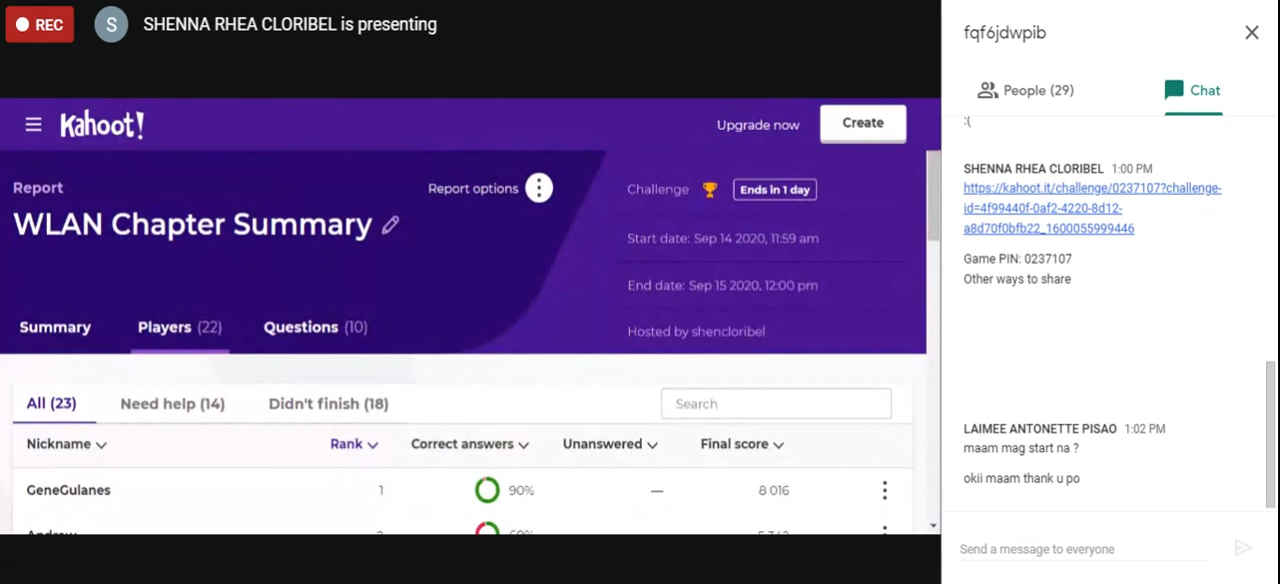 REC
S
SHENNA RHEA CLORIBEL is presenting
Kahoot!
Upgrade now
Create
Report
Report options
WLAN Chapter Summary
Challenge
Ends in 1 day
Start date: Sep 14 2020, 11:59 am
End date: Sep 15 2020, 12:00 pm
Hosted by shencloribel
Summary
Players (22)
Questions (10)
All (23)
Need help (14)
Didn't finish (18)
Search
Nickname
Rank
Correct answers
Unanswered
Final score
GeneGulanes
1
90%
—
8 016
Andrew
fqf6jdwpib
People (29)
Chat
:(
SHENNA RHEA CLORIBEL 1:00 PM
https://kahoot.it/challenge/0237107?challenge-
id=4f99440f-0af2-4220-8d12-
a8d70f0bfb22_1600055999446
Game PIN: 0237107
Other ways to share
LAIMEE ANTONETTE PISAO 1:02 PM
maam mag start na ?
okii maam thank u po
Send a message to everyone